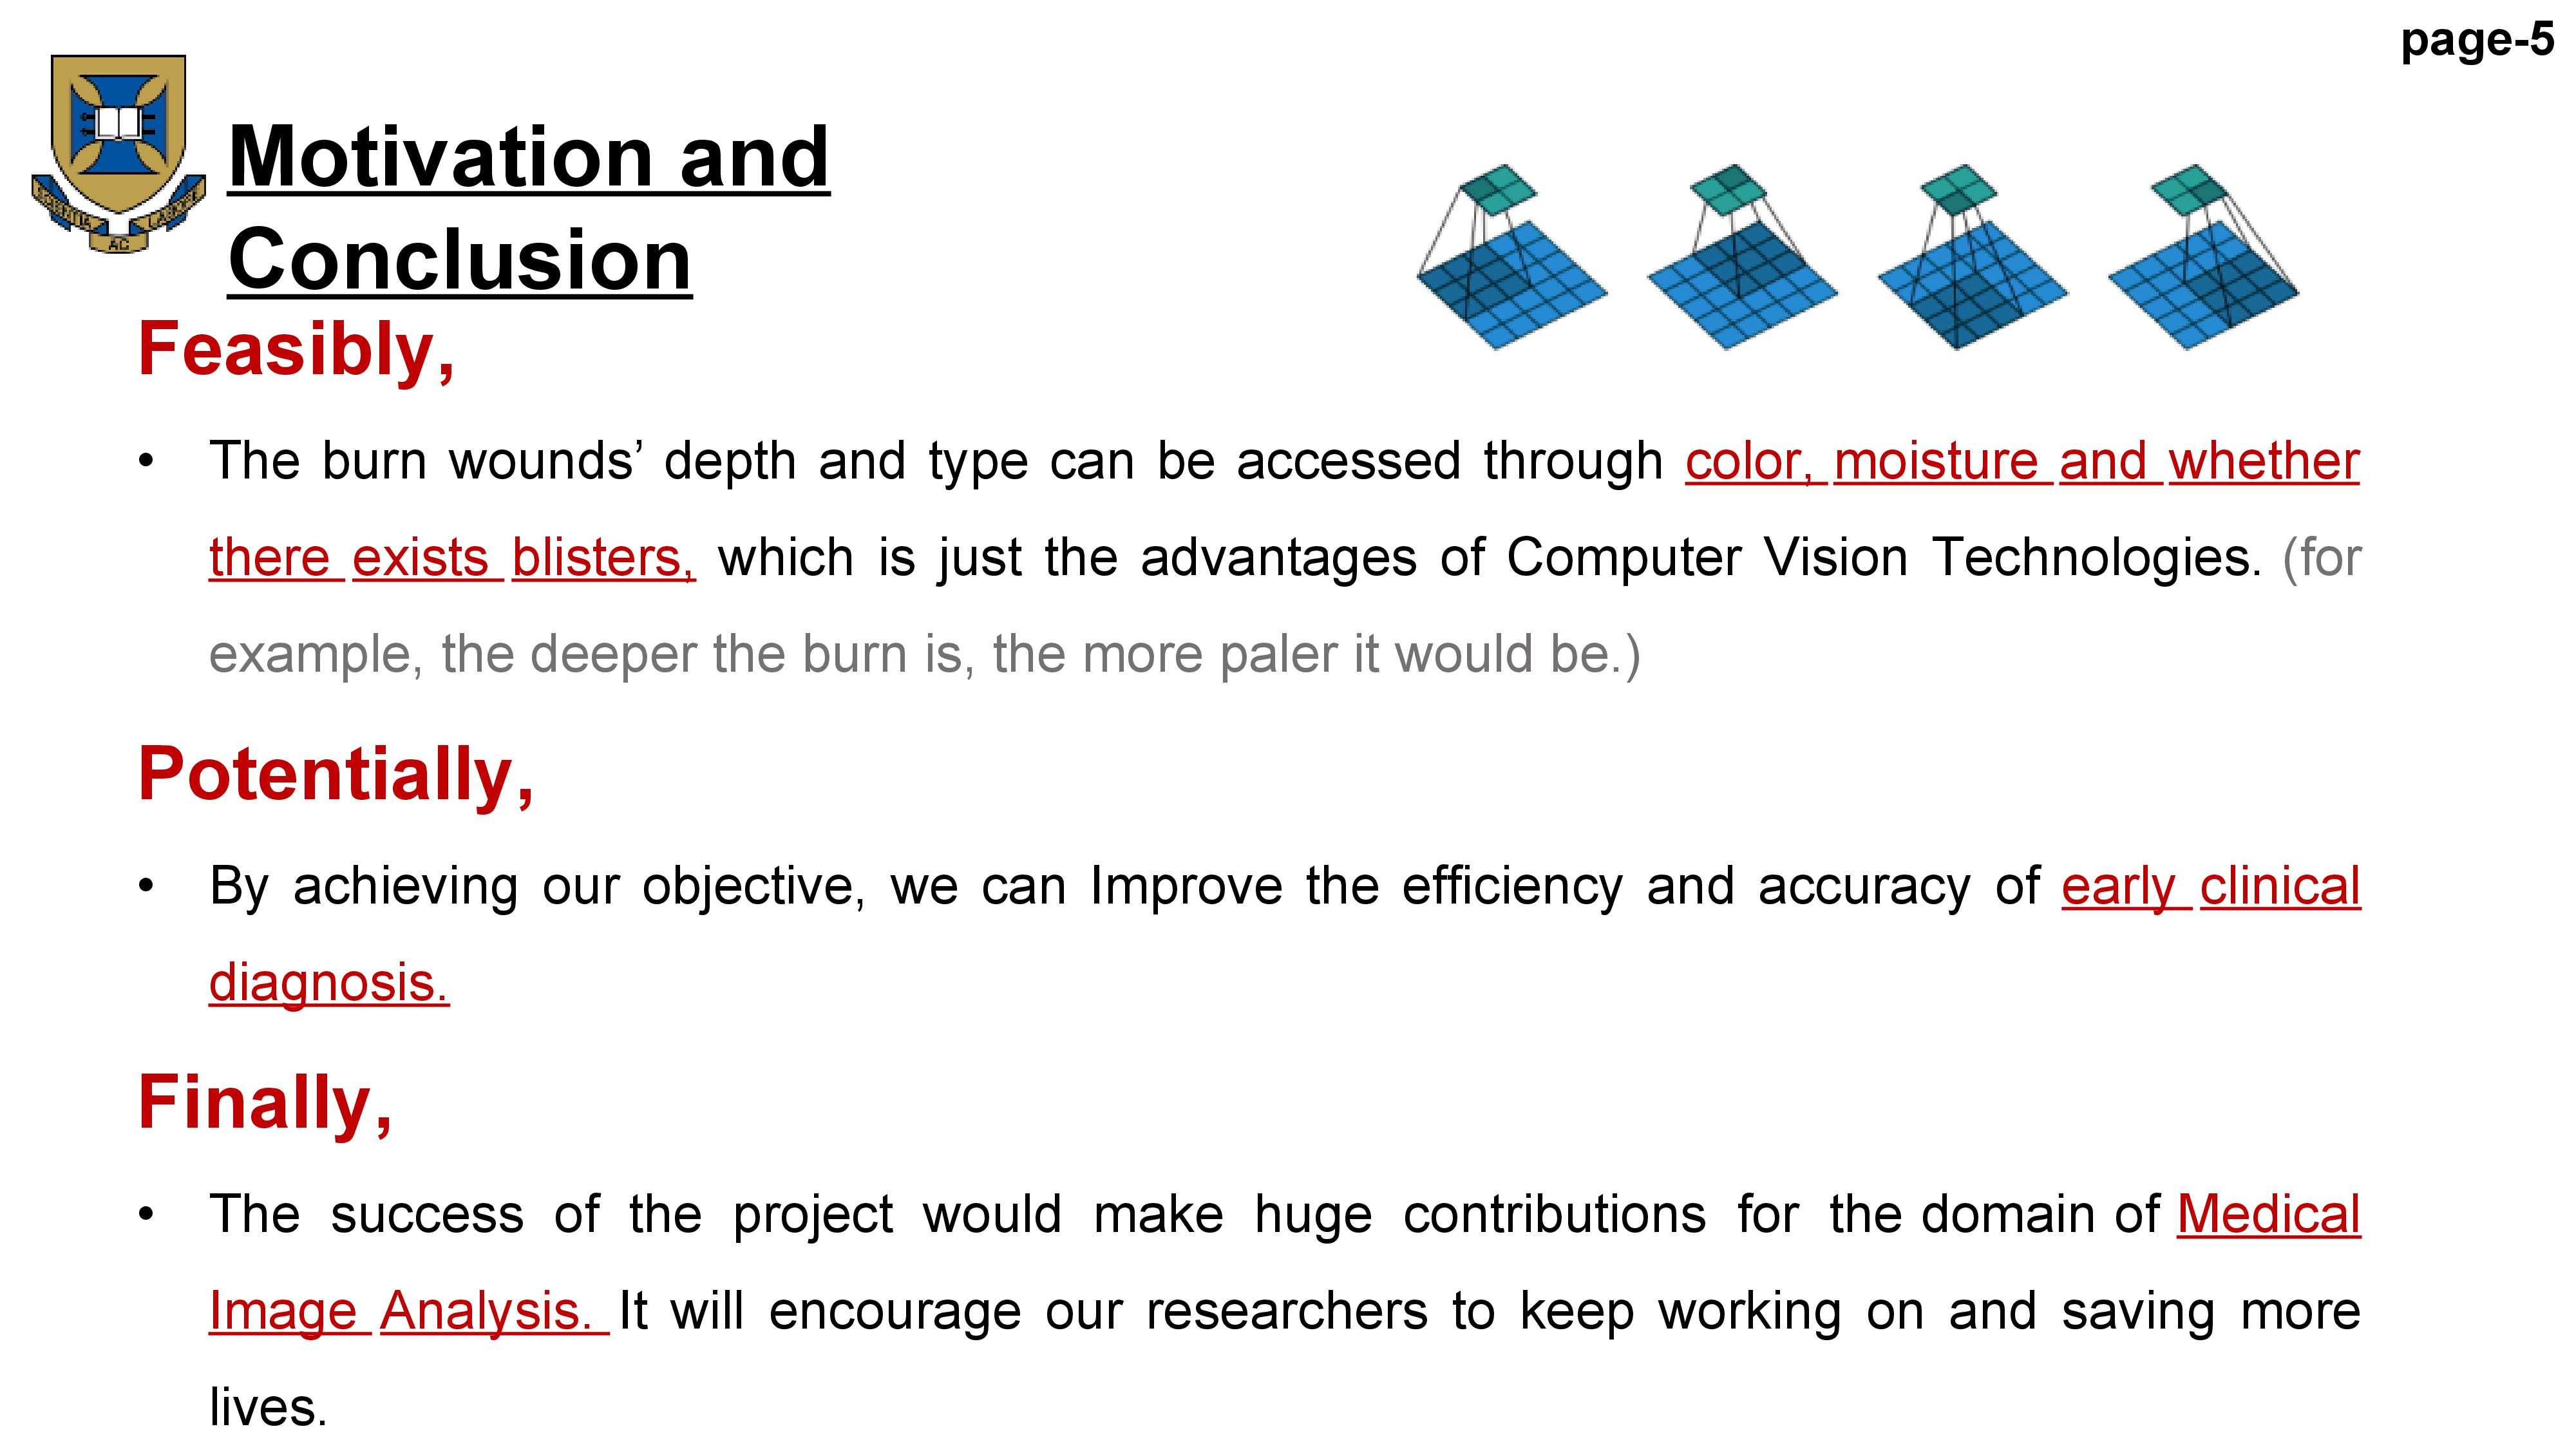 page-5
SCIENTIA
AC
LABORE
Motivation and
Conclusion
Feasibly,
• The burn wounds’ depth and type can be accessed through color, moisture and whether
there exists blisters, which is just the advantages of Computer Vision Technologies. (for
example, the deeper the burn is, the more paler it would be.)
Potentially,
• By achieving our objective, we can Improve the efficiency and accuracy of early clinical
diagnosis.
Finally,
• The success of the project would make huge contributions for the domain of Medical
Image Analysis. It will encourage our researchers to keep working on and saving more
lives.